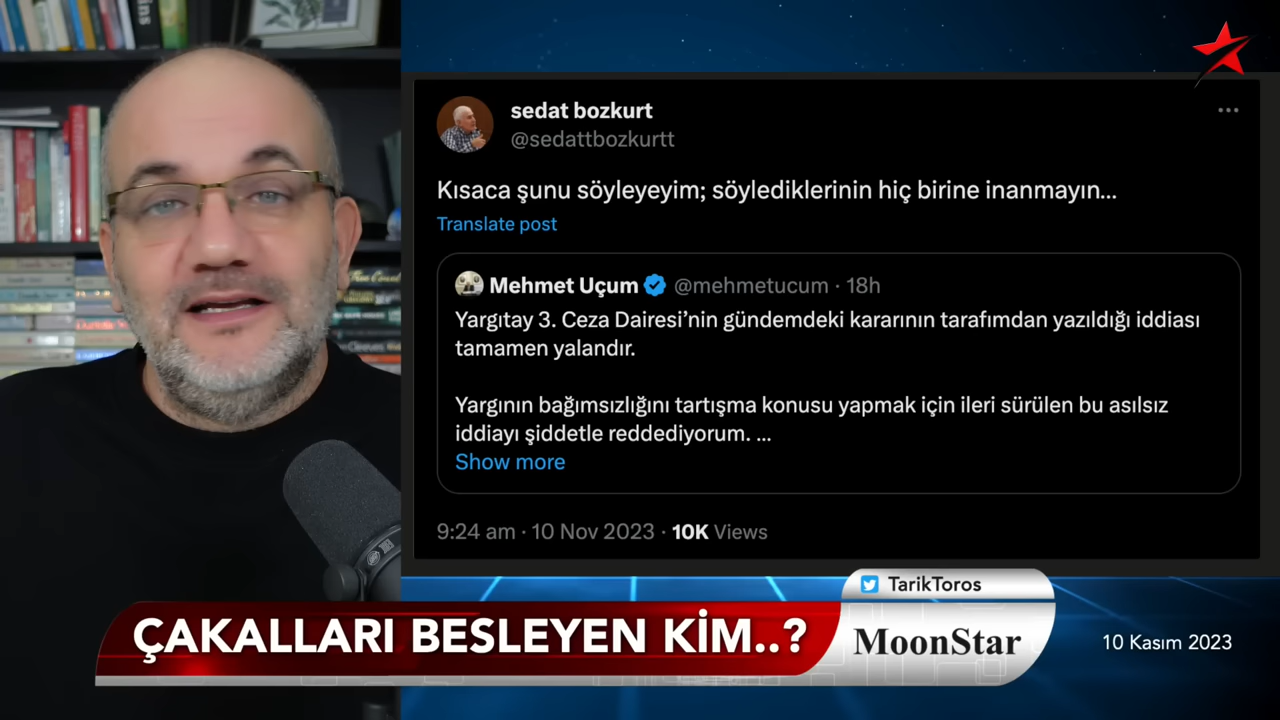 sedat bozkurt
@sedattbozkurtt
Kısaca şunu söyleyeyim; söylediklerinin hiç birine inanmayın...
Translate post
Mehmet Uçum @mehmetucum · 18h
Yargıtay 3. Ceza Dairesi'nin gündemdeki kararının tarafımdan yazıldığı iddiası
tamamen yalandır.
Yargının bağımsızlığını tartışma konusu yapmak için ileri sürülen bu asılsız
iddiayı şiddetle reddediyorum. ...
Show more
9:24 am · 10 Nov 2023 · 10K Views
TarikToros
ÇAKALLARI BESLEYEN KİM..?
MoonStar
10 Kasım 2023